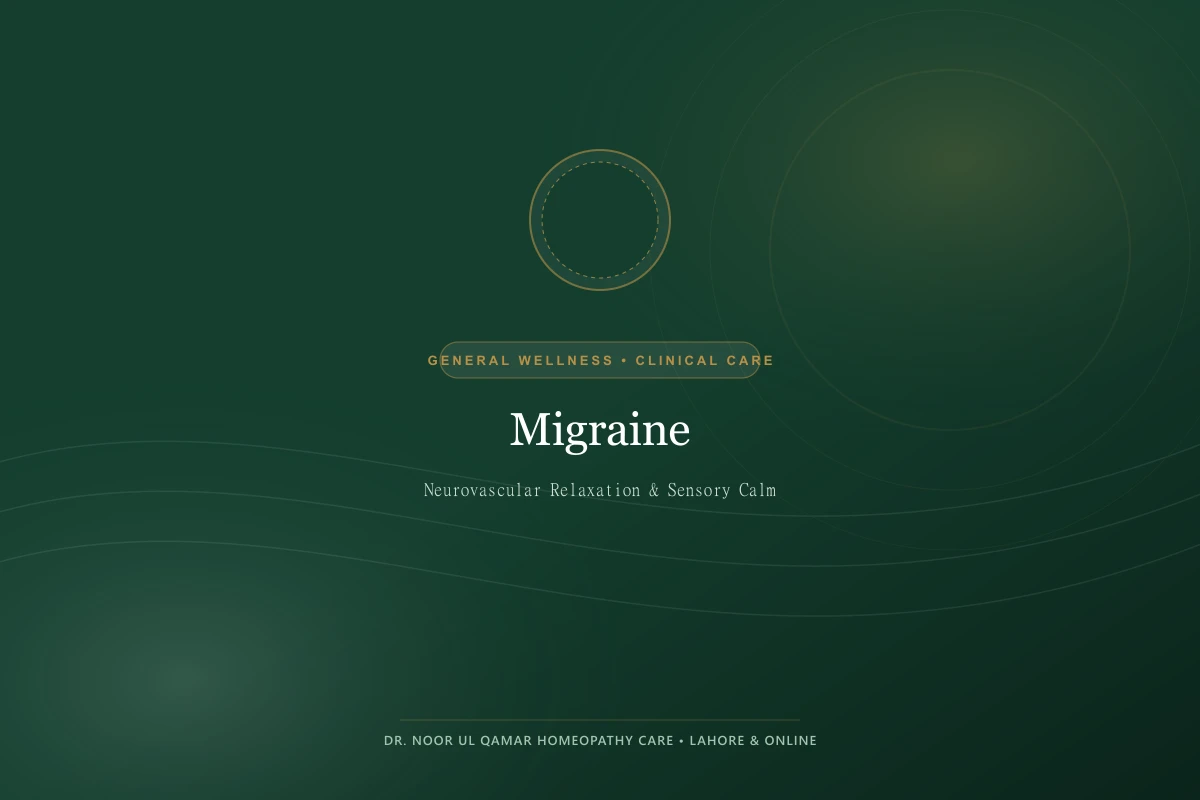 GENERAL WELLNESS • CLINICAL CARE
Migraine
Neurovascular Relaxation & Sensory Calm
DR. NOOR UL QAMAR HOMEOPATHY CARE • LAHORE & ONLINE